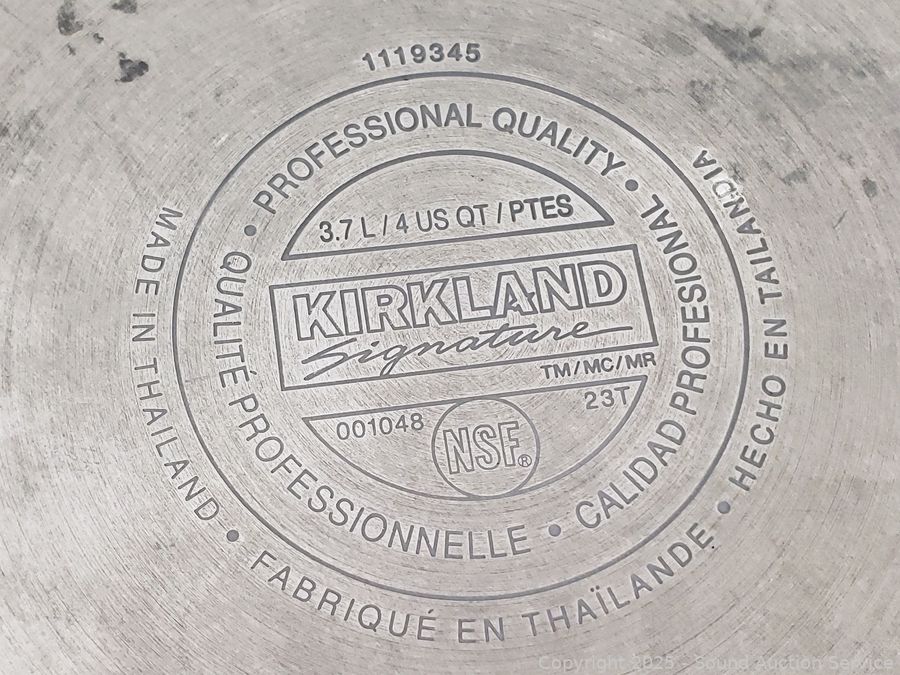 1119345
PROFESSIONAL QUALITY •
CALIDAD PROFESIONAL
• QUALITÉ PROFESSIONNELLE •
3.7 L / 4 US QT / PTES
KIRKLAND
Signature
TM/MC/MR
001048
NSF®
23T
MADE IN THAILAND • FABRIQUÉ EN THAÏLANDE • HECHO EN TAILANDIA
Copyright 2025 - Sound Auction Service